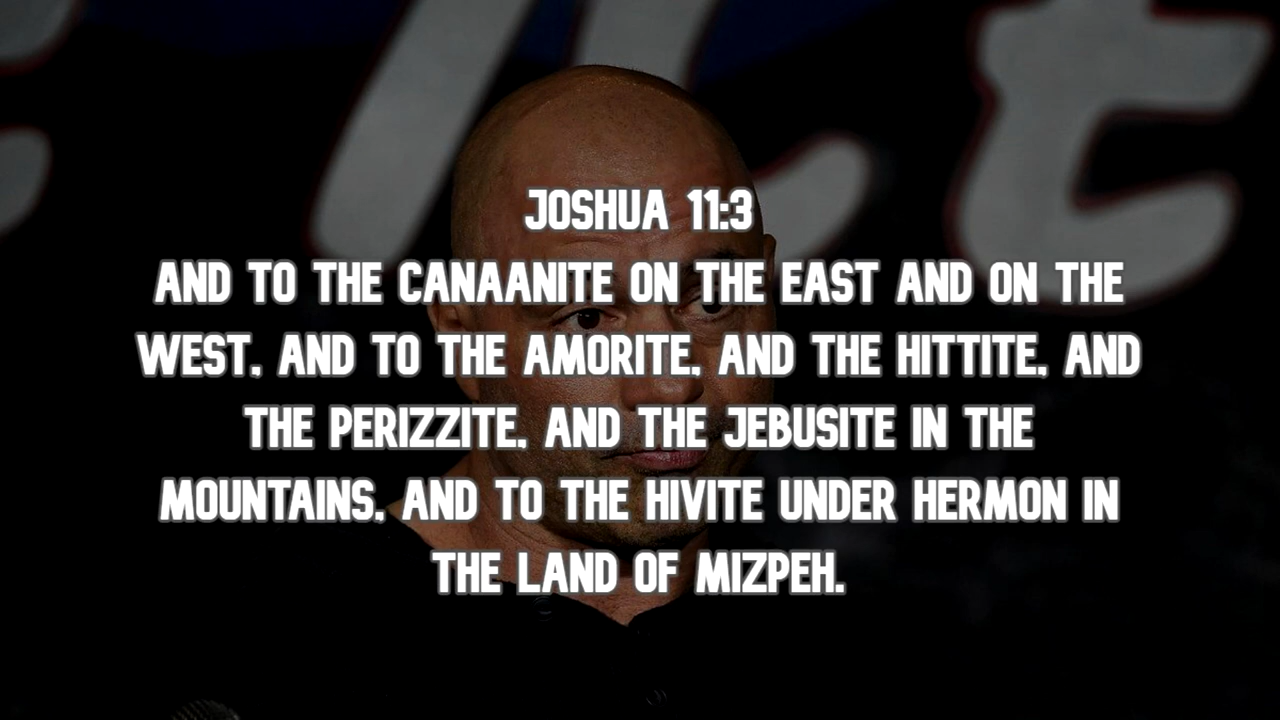 JOSHUA 11:3
AND TO THE CANAANITE ON THE EAST AND ON THE
WEST, AND TO THE AMORITE, AND THE HITTITE, AND
THE PERIZZITE, AND THE JEBUSITE IN THE
MOUNTAINS, AND TO THE HIVITE UNDER HERMON IN
THE LAND OF MIZPEH.